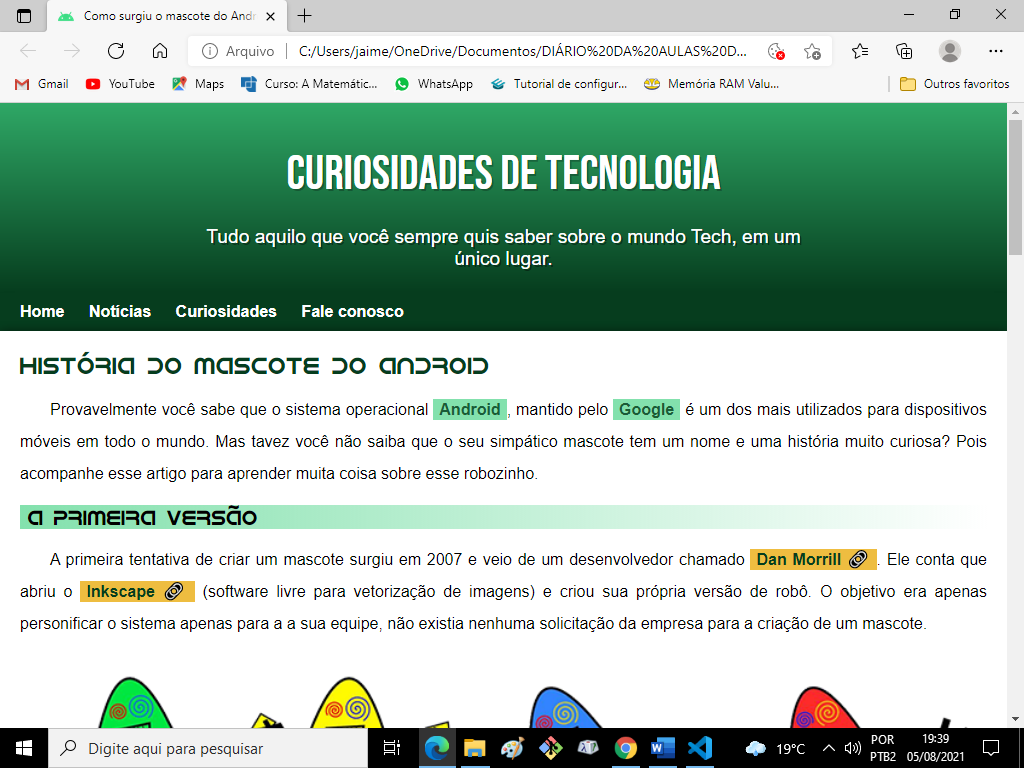 Como surgiu o mascote do Andr
Arquivo
C:/Users/jaime/OneDrive/Documentos/DIÁRIO%20DA%20AULAS%20D...
Gmail YouTube Maps Curso: A Matemátic... WhatsApp Tutorial de configur... Memória RAM Valu... Outros favoritos
CURIOSIDADES DE TECNOLOGIA
Tudo aquilo que você sempre quis saber sobre o mundo Tech, em um
único lugar.
Home Notícias Curiosidades Fale conosco
HISTÓRIA DO MASCOTE DO ANDROID
Provavelmente você sabe que o sistema operacional Android, mantido pelo Google é um dos mais utilizados para dispositivos
móveis em todo o mundo. Mas tavez você não saiba que o seu simpático mascote tem um nome e uma história muito curiosa? Pois
acompanhe esse artigo para aprender muita coisa sobre esse robozinho.
A PRIMEIRA VERSÃO
A primeira tentativa de criar um mascote surgiu em 2007 e veio de um desenvolvedor chamado Dan Morrill. Ele conta que
abriu o Inkscape (software livre para vetorização de imagens) e criou sua própria versão de robô. O objetivo era apenas
personificar o sistema apenas para a a sua equipe, não existia nenhuma solicitação da empresa para a criação de um mascote.
Digite aqui para pesquisar
19°C
POR
PTB2
19:39
05/08/2021